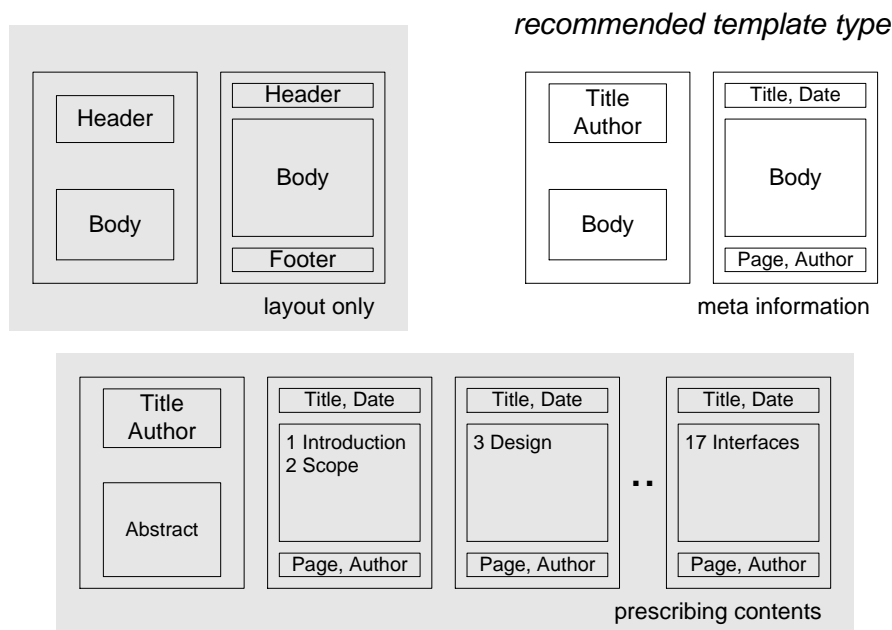 recommended template type
Header
Body
Header
Body
Footer
layout only
Title
Author
Body
Title, Date
Body
Page, Author
meta information
Title
Author
Abstract
Title, Date
1 Introduction
2 Scope
Page, Author
Title, Date
3 Design
Page, Author
..
Title, Date
17 Interfaces
Page, Author
prescribing contents